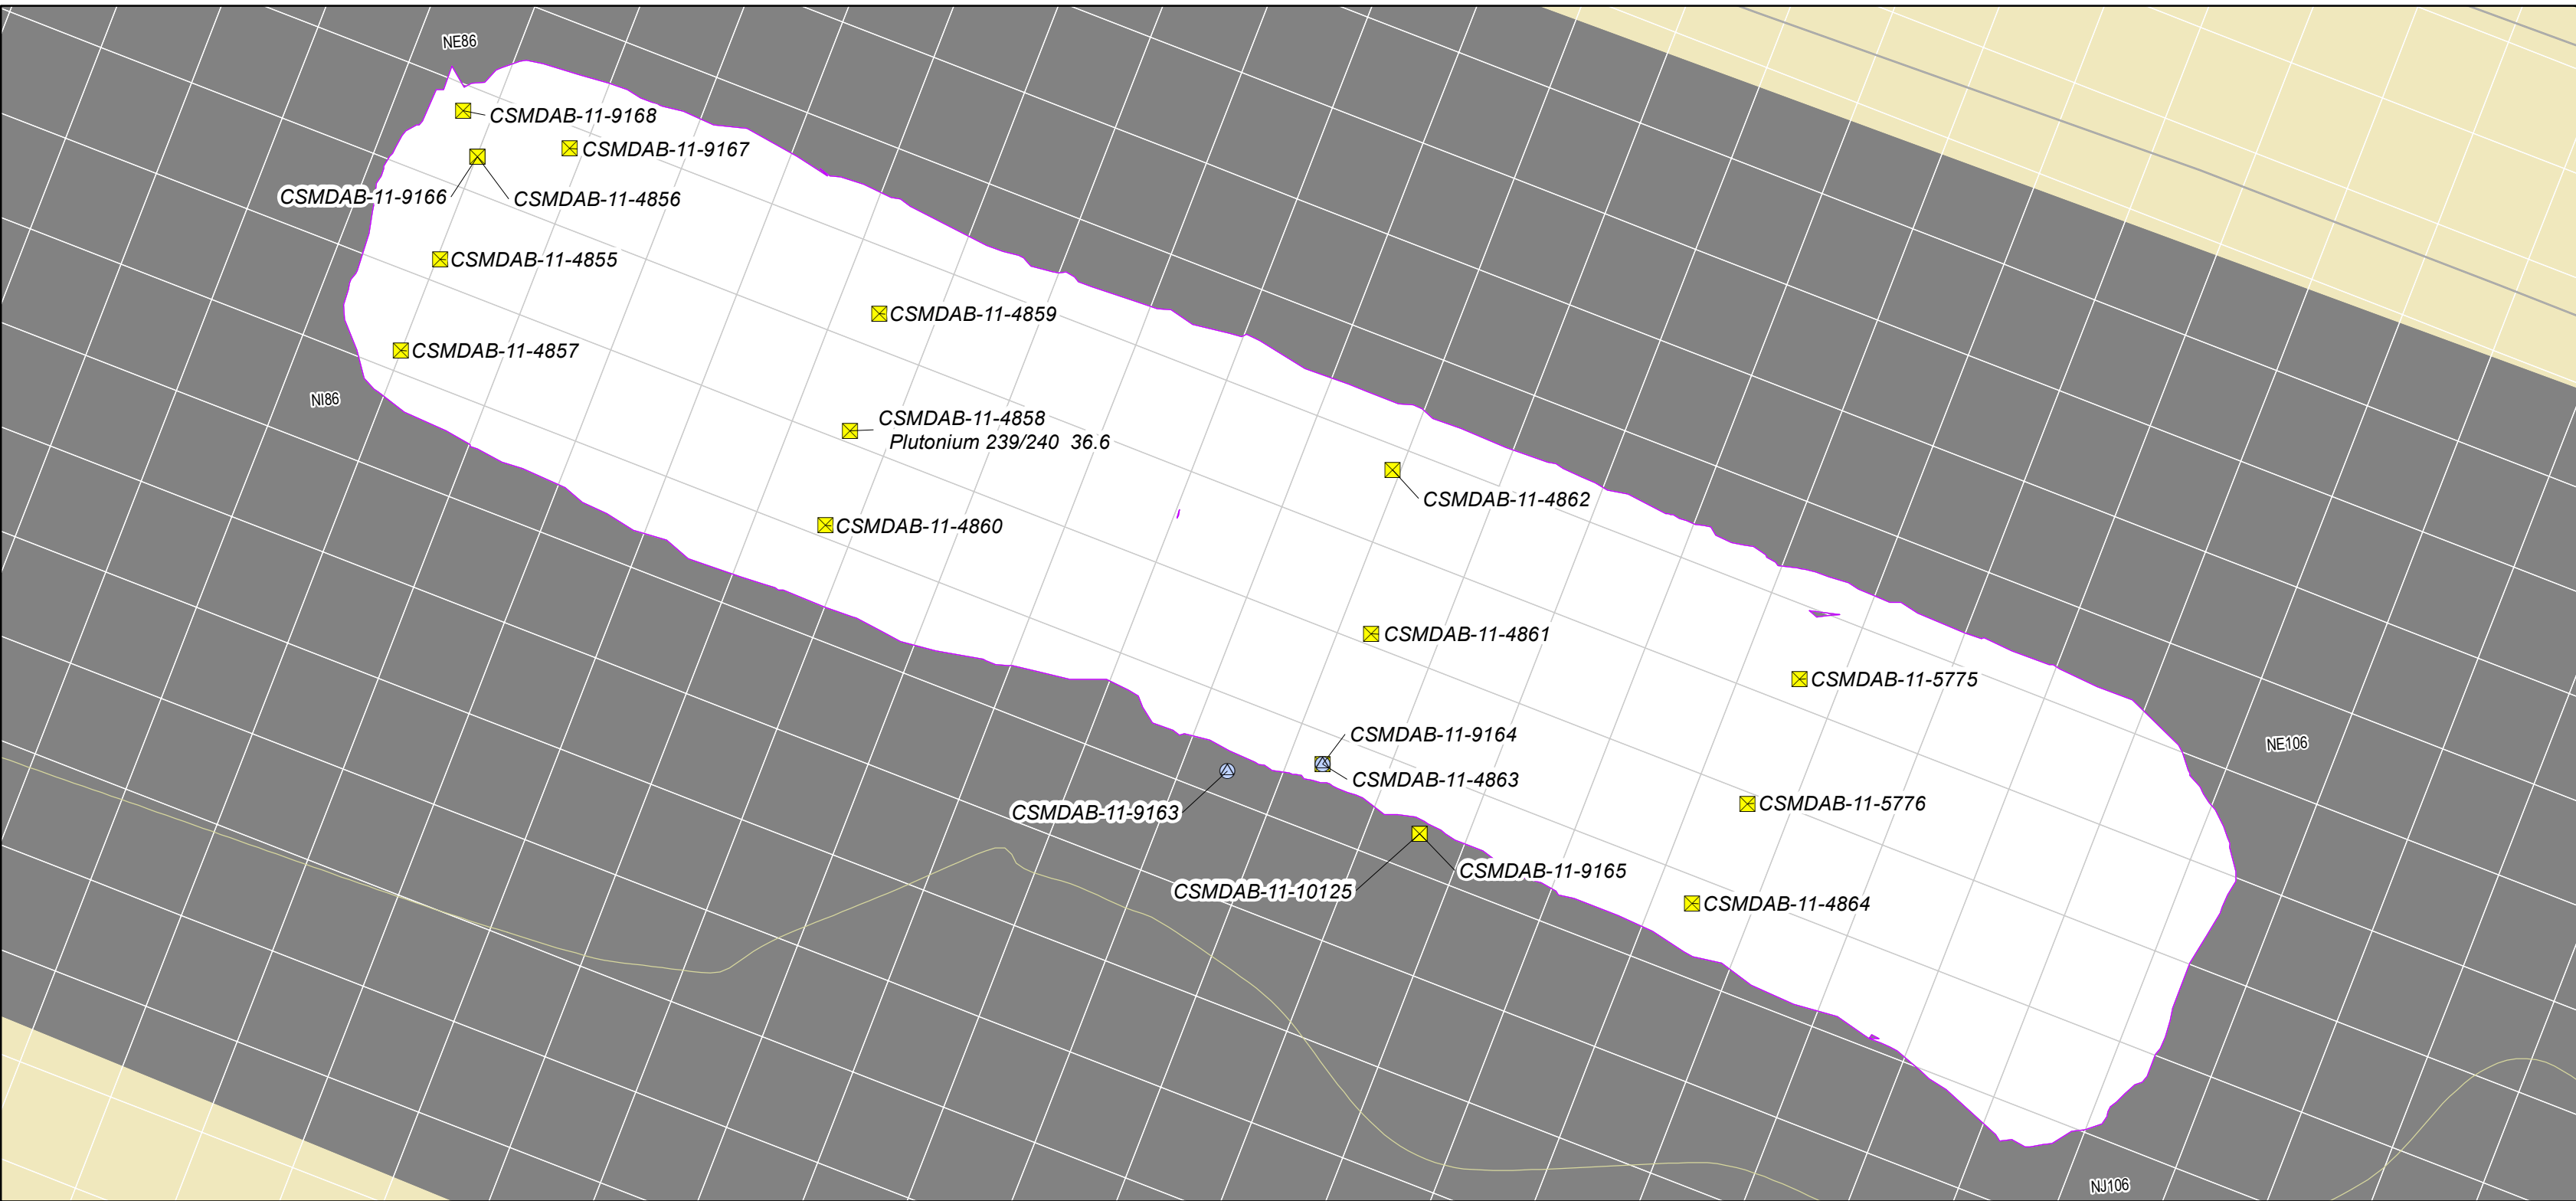 NE86
CSMDAB-11-9168
CSMDAB-11-9167
CSMDAB-11-9166
CSMDAB-11-4856
CSMDAB-11-4855
CSMDAB-11-4859
CSMDAB-11-4857
NI86
CSMDAB-11-4858
Plutonium 239/240 36.6
CSMDAB-11-4862
CSMDAB-11-4860
CSMDAB-11-4861
CSMDAB-11-5775
CSMDAB-11-9164
NE106
CSMDAB-11-4863
CSMDAB-11-5776
CSMDAB-11-9163
CSMDAB-11-9165
CSMDAB-11-10125
CSMDAB-11-4864
NJ106